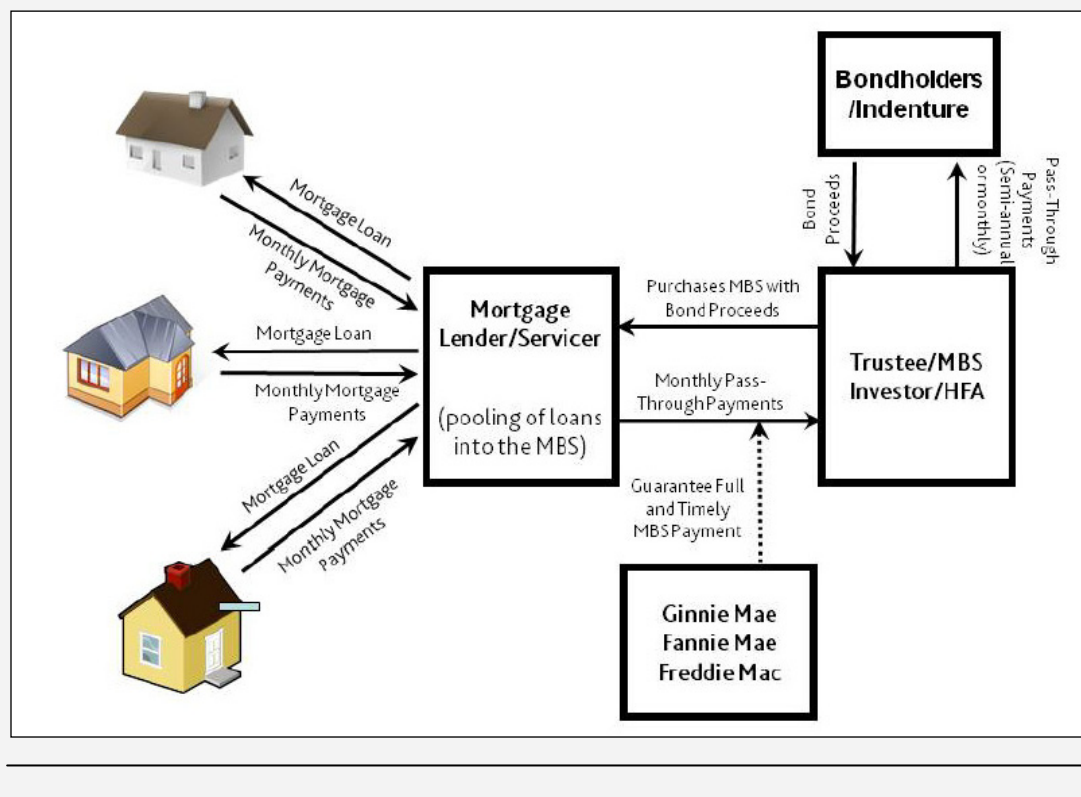 Bondholders
/Indenture
Bond
Proceeds
Pass-Through
Payments
(Semi-annual
or monthly)
Mortgage Loan
Monthly Mortgage
Payments
Mortgage Loan
Monthly Mortgage
Payments
Mortgage Loan
Monthly Mortgage
Payments
Mortgage
Lender/Servicer
(pooling of loans
into the MBS)
Purchases MBS with
Bond Proceeds
Monthly Pass-
Through Payments
Trustee/MBS
Investor/HFA
Guarantee Full
and Timely
MBS Payment
Ginnie Mae
Fannie Mae
Freddie Mac